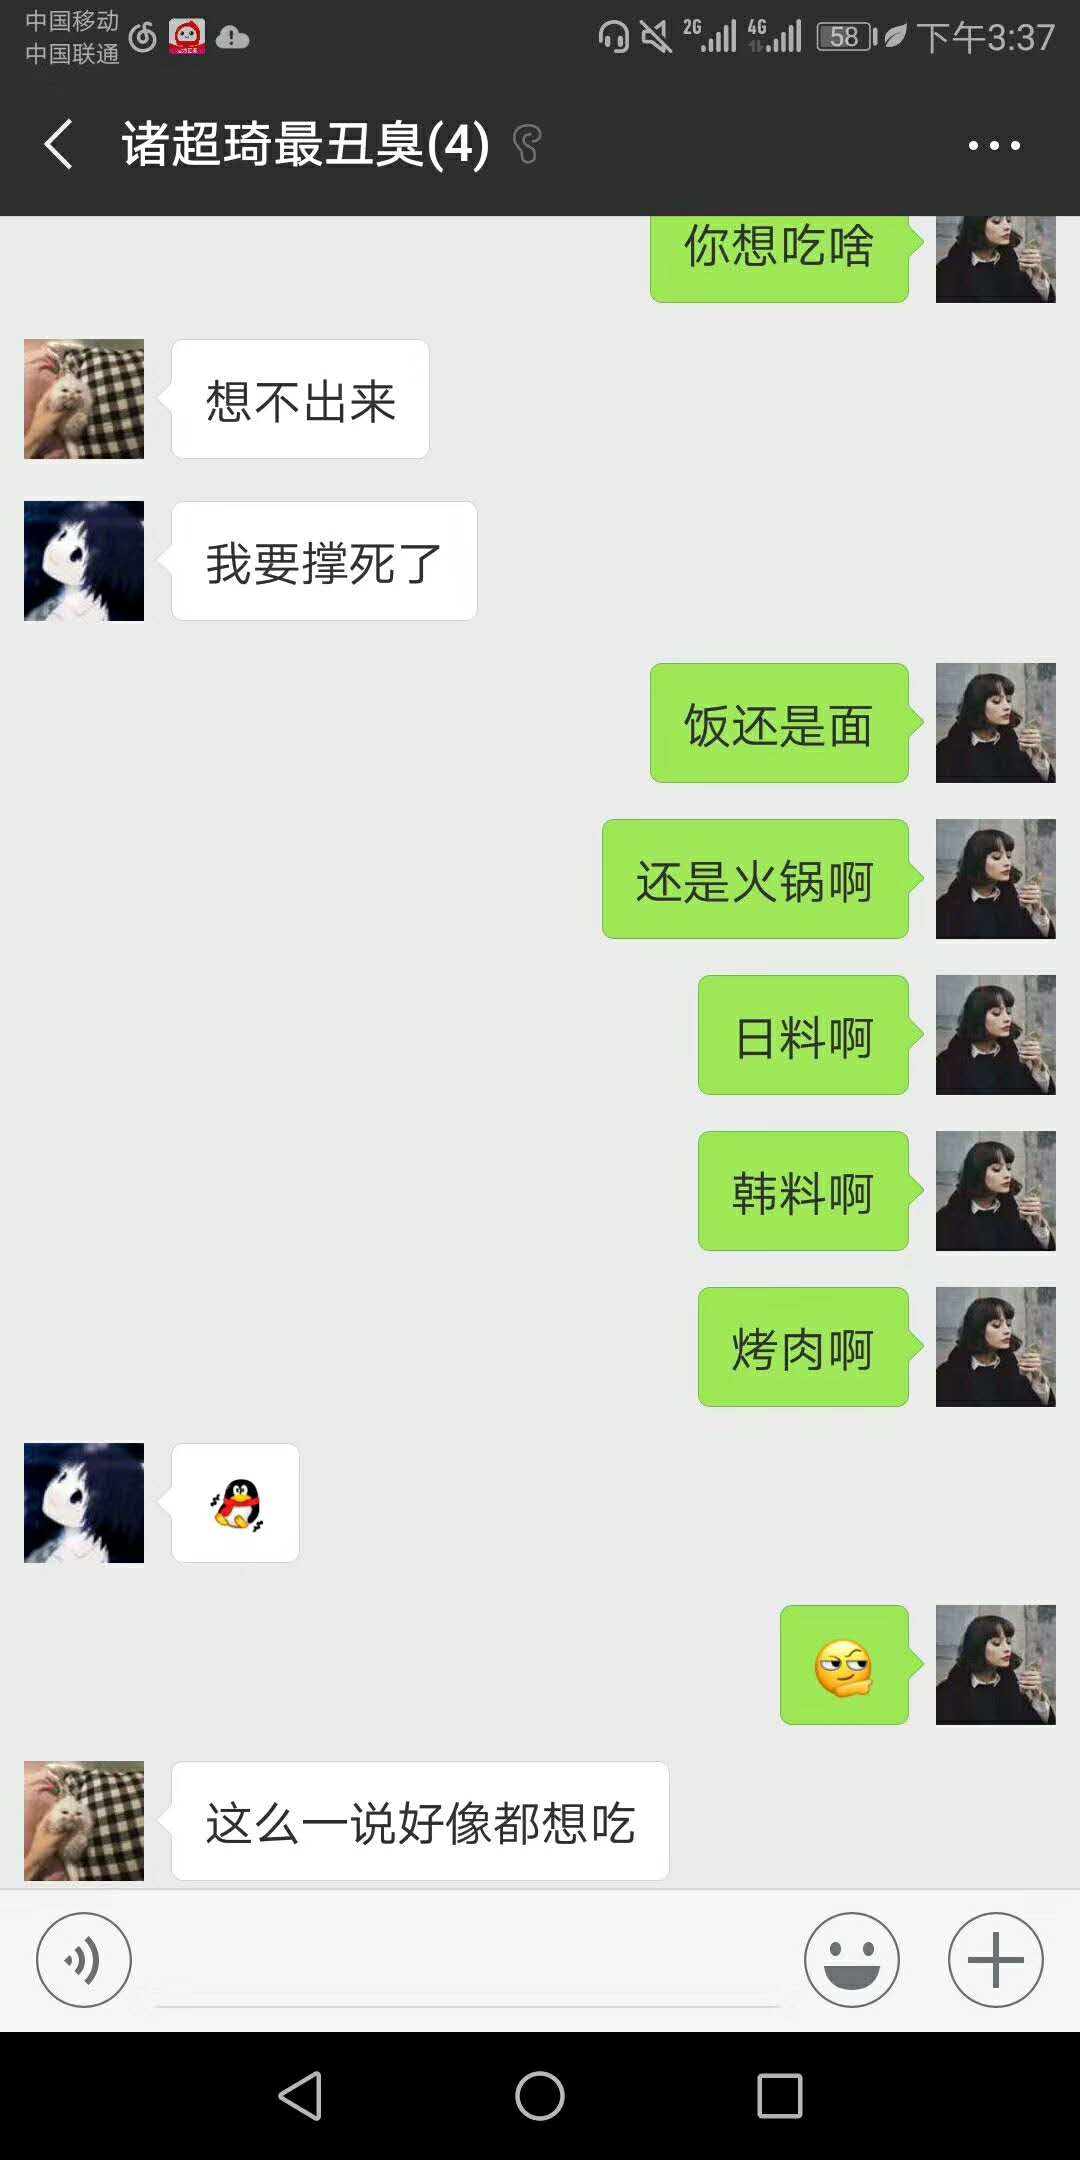 中国移动
中国联通
2G
4G
58
下午3:37
诸超琦最丑臭(4)
你想吃啥
想不出来
我要撑死了
饭还是面
还是火锅啊
日料啊
韩料啊
烤肉啊
这么一说好像都想吃